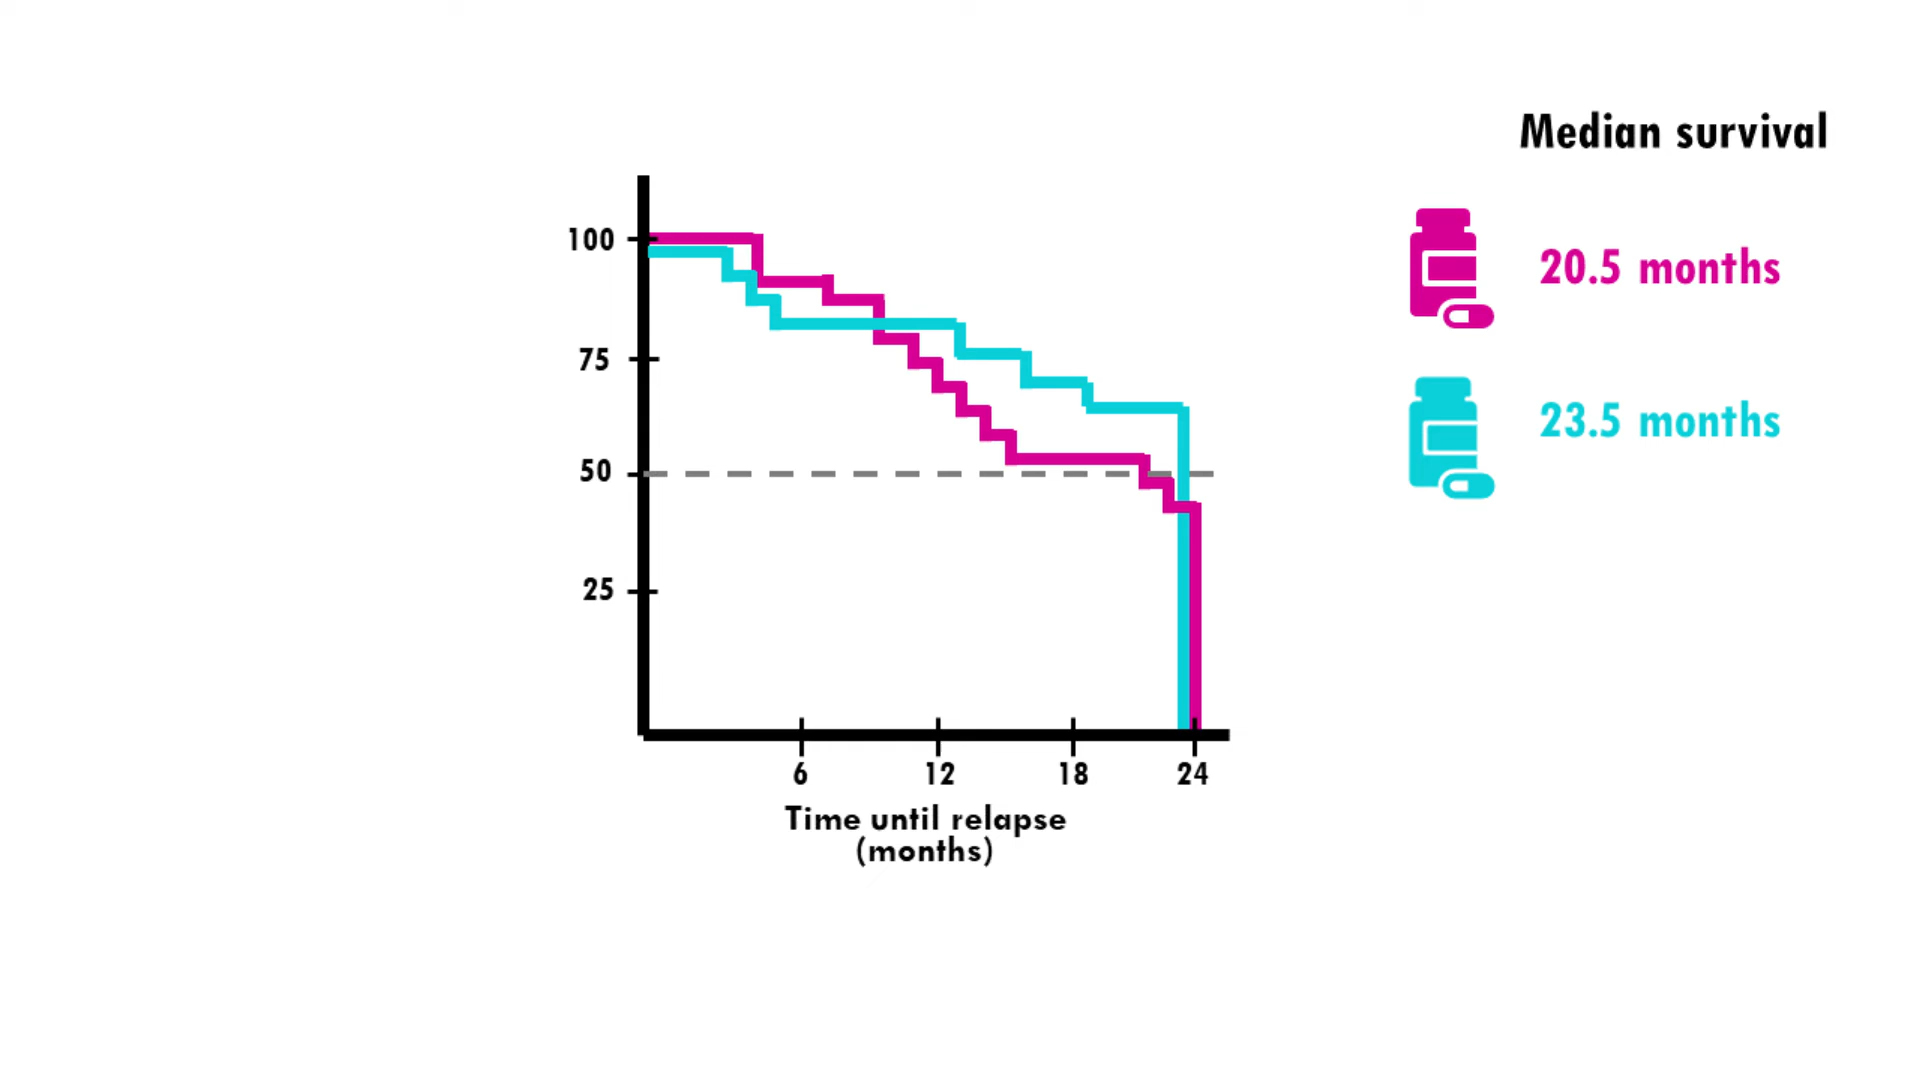 Median survival
20.5 months
23.5 months
100
75
50
25
6 12 18 24
Time until relapse
(months)